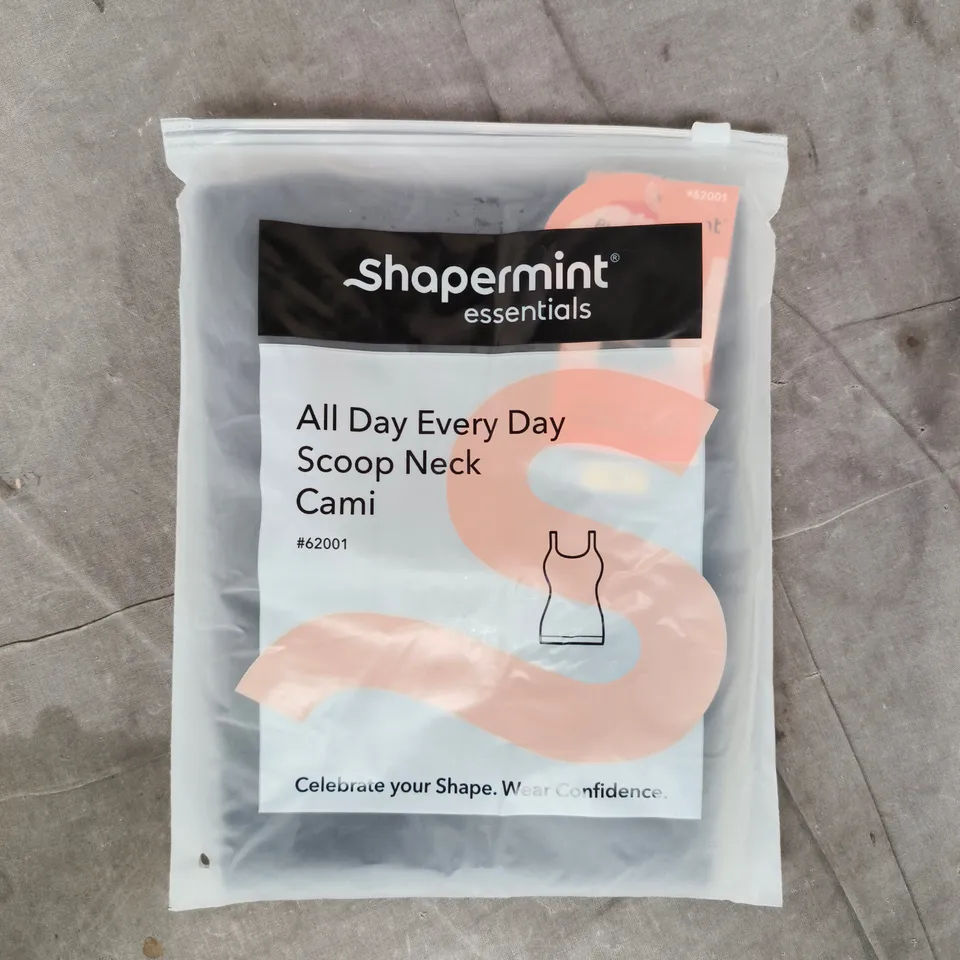 #62001
shapermint®
essentials
All Day Every Day
Scoop Neck
Cami
#62001
Celebrate your Shape. Wear Confidence.